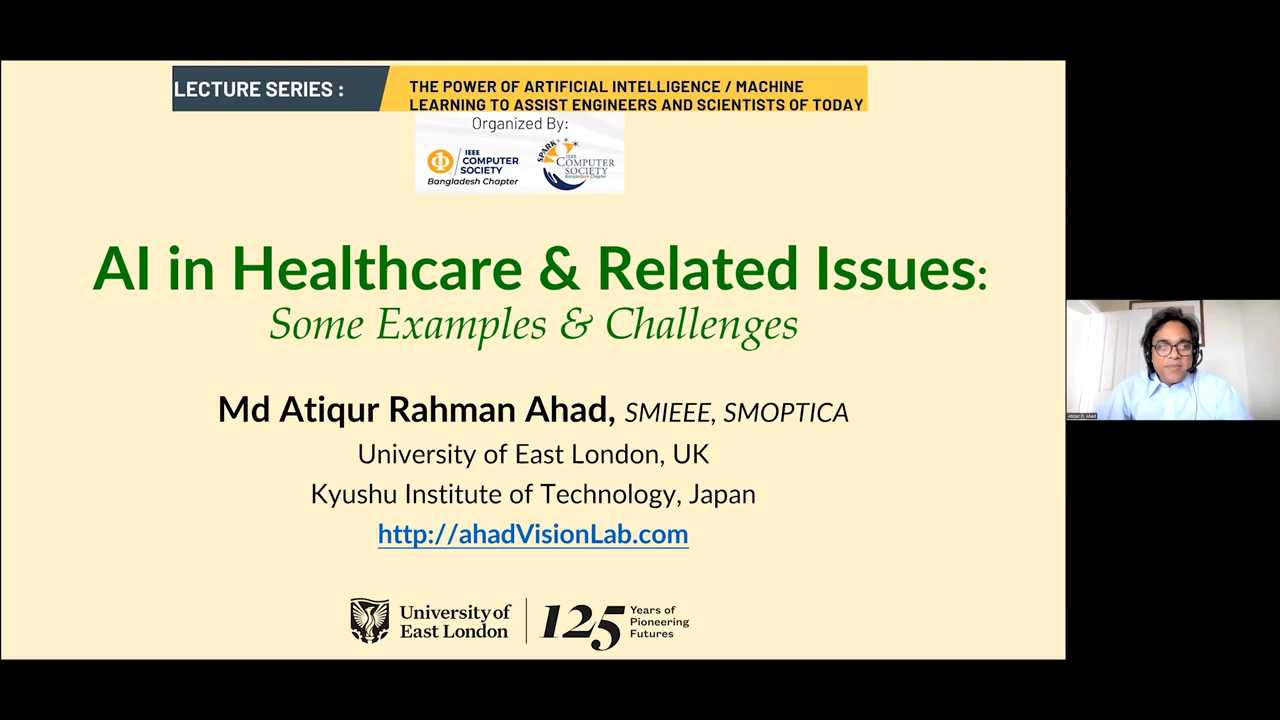 LECTURE SERIES :
THE POWER OF ARTIFICIAL INTELLIGENCE / MACHINE
LEARNING TO ASSIST ENGINEERS AND SCIENTISTS OF TODAY
Organized By:
IEEE
COMPUTER
SOCIETY
Bangladesh Chapter
SPARK
IEEE
COMPUTER
SOCIETY
Bangladesh Chapter
AI in Healthcare & Related Issues:
Some Examples & Challenges
Md Atiqur Rahman Ahad, SMIEEE, SMOPTICA
University of East London, UK
Kyushu Institute of Technology, Japan
http://ahadVisionLab.com
University of
East London
125
Years of
Pioneering
Futures
Atiqur R. Ahad